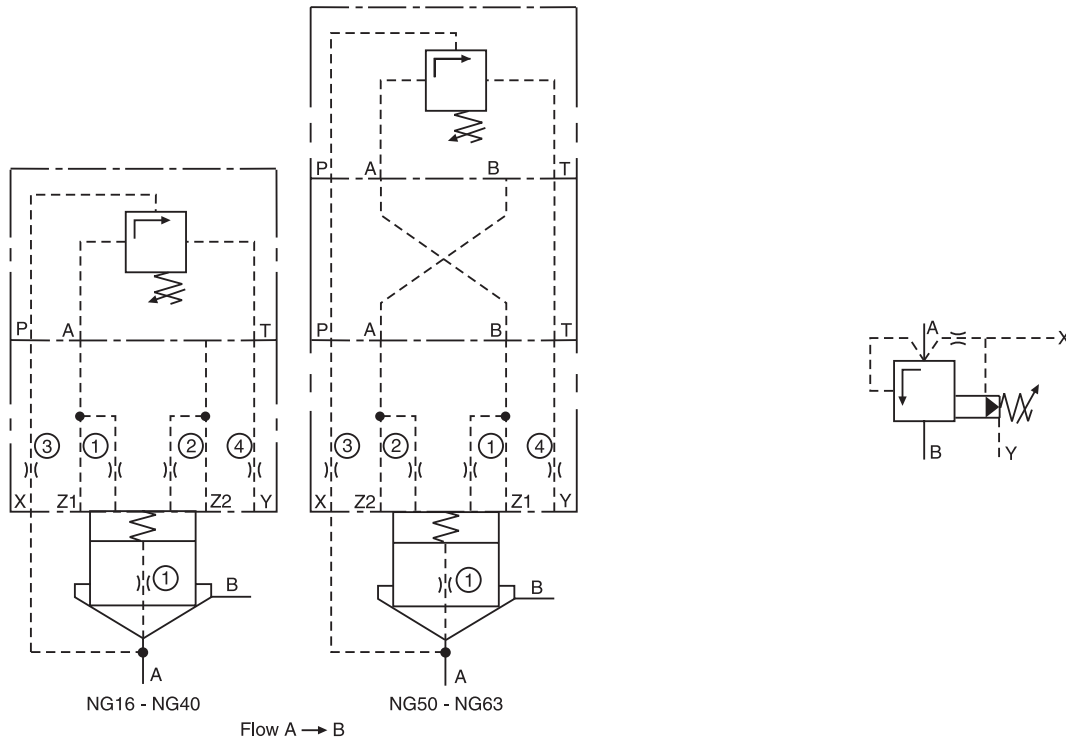 P A B T
P A T
P A B T
3 1 2 4
3 2 1 4
X Z1 Z2 Y
X Z2 Z1 Y
1 B
1 B
A
A
NG16 - NG40
NG50 - NG63
Flow A → B
A X
B Y